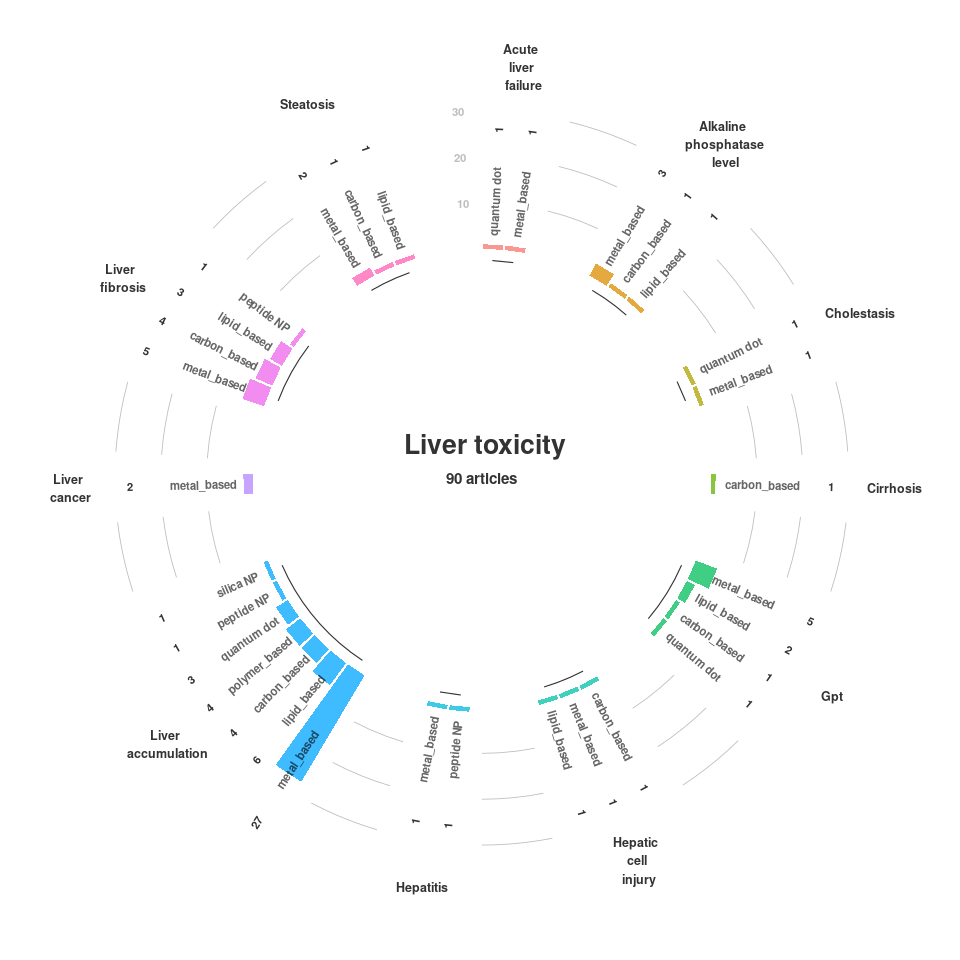 Liver toxicity
90 articles
30
20
10
Acute
liver
failure
1
1
quantum dot
metal_based
Alkaline
phosphatase
level
3
1
1
metal_based
carbon_based
lipid_based
Cholestasis
1
1
quantum dot
metal_based
Cirrhosis
1
carbon_based
Gpt
5
2
1
1
metal_based
lipid_based
carbon_based
quantum dot
Hepatic
cell
injury
1
1
1
carbon_based
metal_based
lipid_based
Hepatitis
1
1
peptide NP
metal_based
Liver
accumulation
27
6
4
4
3
1
1
metal_based
lipid_based
carbon_based
polymer_based
quantum dot
peptide NP
silica NP
Liver
cancer
2
metal_based
Liver
fibrosis
5
4
3
1
metal_based
carbon_based
lipid_based
peptide NP
Steatosis
2
1
1
metal_based
carbon_based
lipid_based